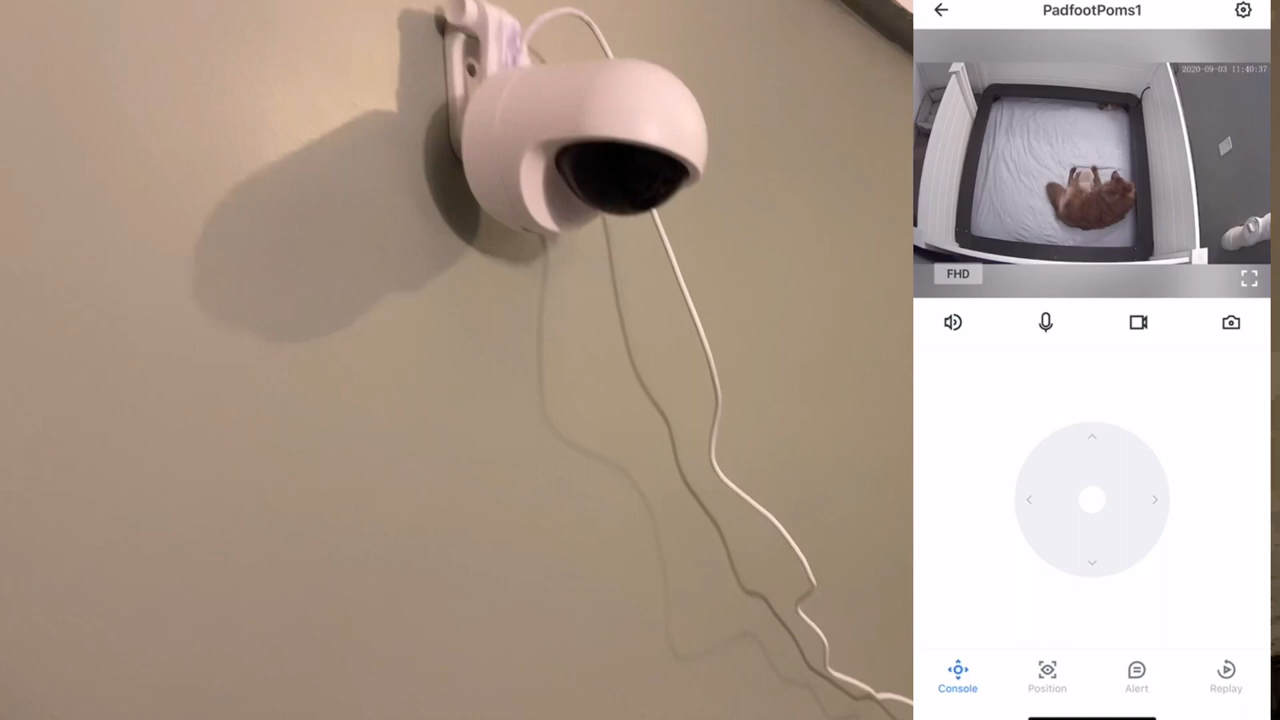 PadfootPoms1
2020-09-03 11:40:37
FHD
Console
Position
Alert
Replay